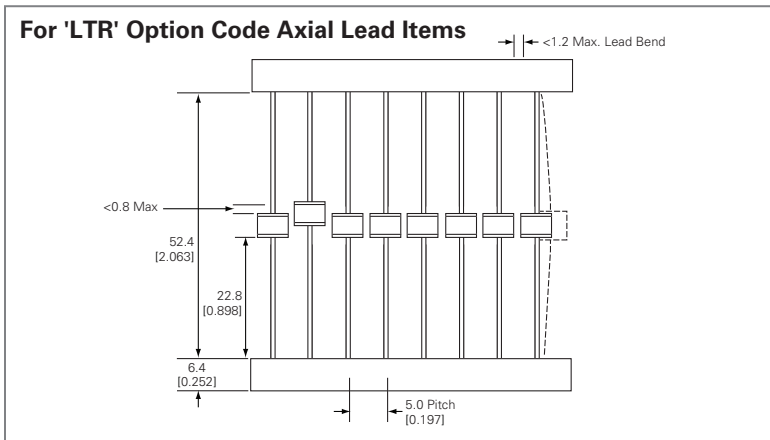 For 'LTR' Option Code Axial Lead Items
<1.2 Max. Lead Bend
<0.8 Max
52.4
[2.063]
22.8
[0.898]
6.4
[0.252]
5.0 Pitch
[0.197]